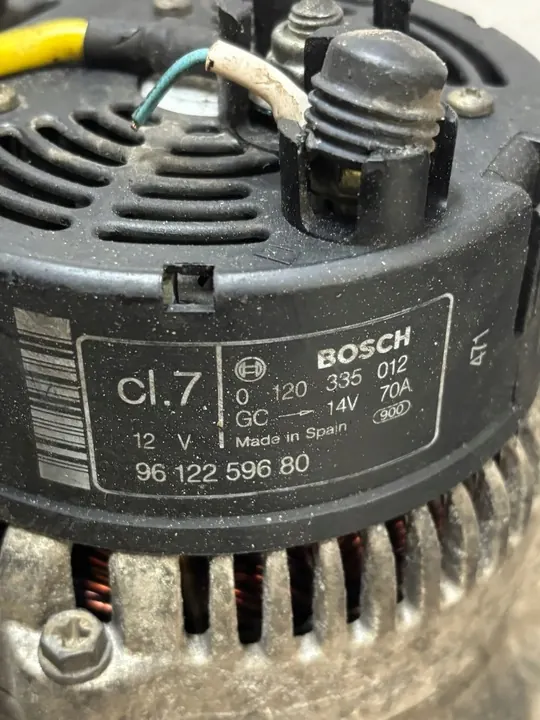 cl.7
12 V
BOSCH
0 120 335 012
GC → 14V 70A
Made in Spain 900
96 122 596 80
471